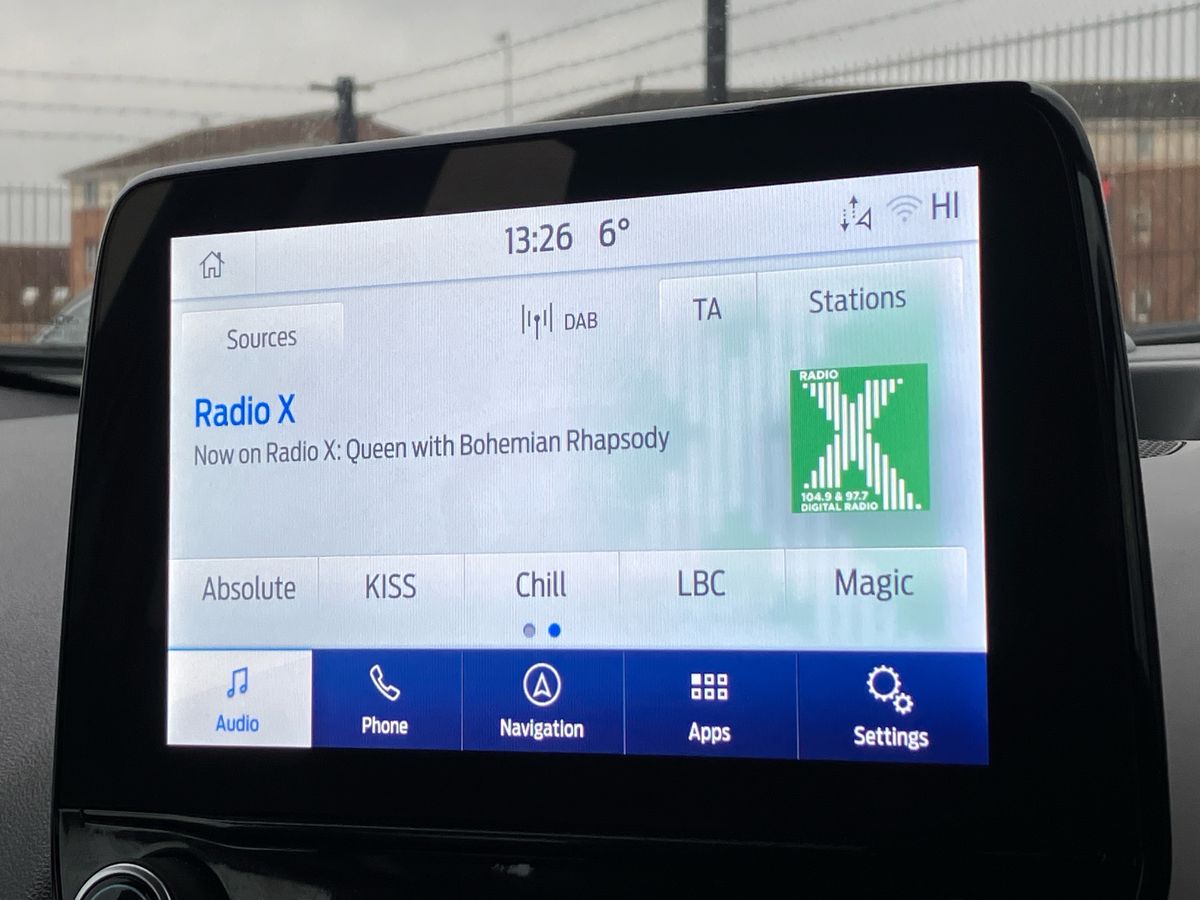 13:26 6° HI
Sources DAB TA Stations
Radio X
Now on Radio X: Queen with Bohemian Rhapsody
RADIO
X
104.9 & 97.7
DIGITAL RADIO
Absolute KISS Chill LBC Magic
Audio Phone Navigation Apps Settings